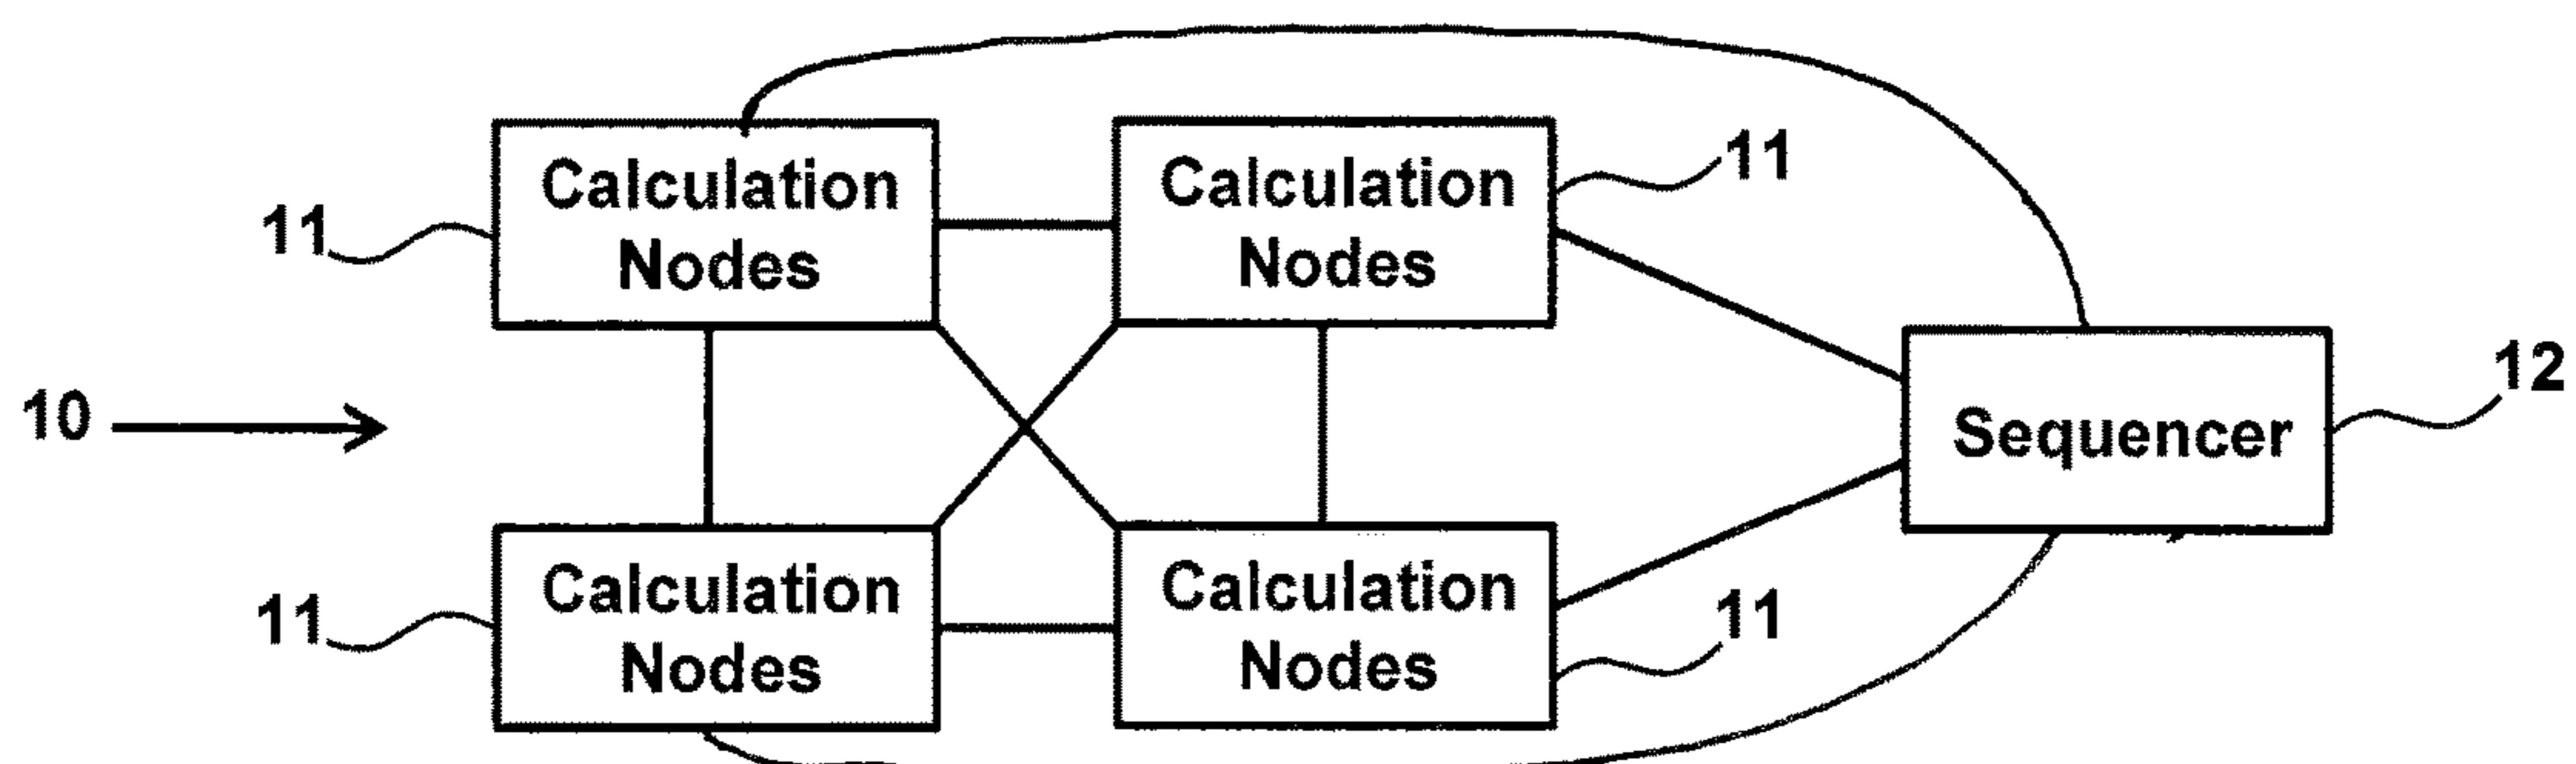 Calculation
Nodes
Calculation
Nodes
11
11
10
Sequencer
12
Calculation
Nodes
Calculation
Nodes
11
11